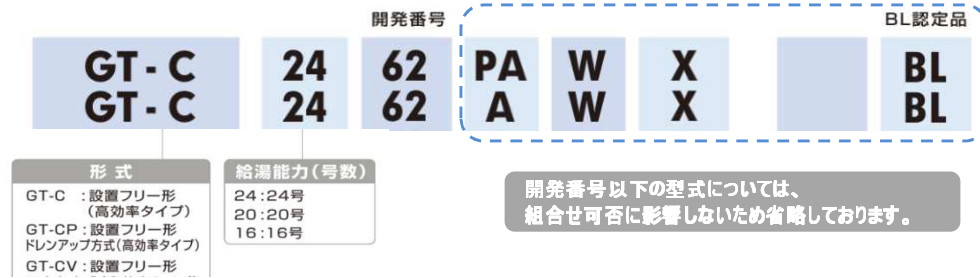 開発番号
BL認定品
GT-C 24 62 PA W X BL
GT-C 24 62 A W X BL
形式
GT-C :設置フリー形
(高効率タイプ)
GT-CP:設置フリー形
ドレンアップ方式(高効率タイプ)
GT-CV:設置フリー形
給湯能力(号数)
24:24号
20:20号
16:16号
開発番号以下の型式については、
組合せ可否に影響しないため省略しております。